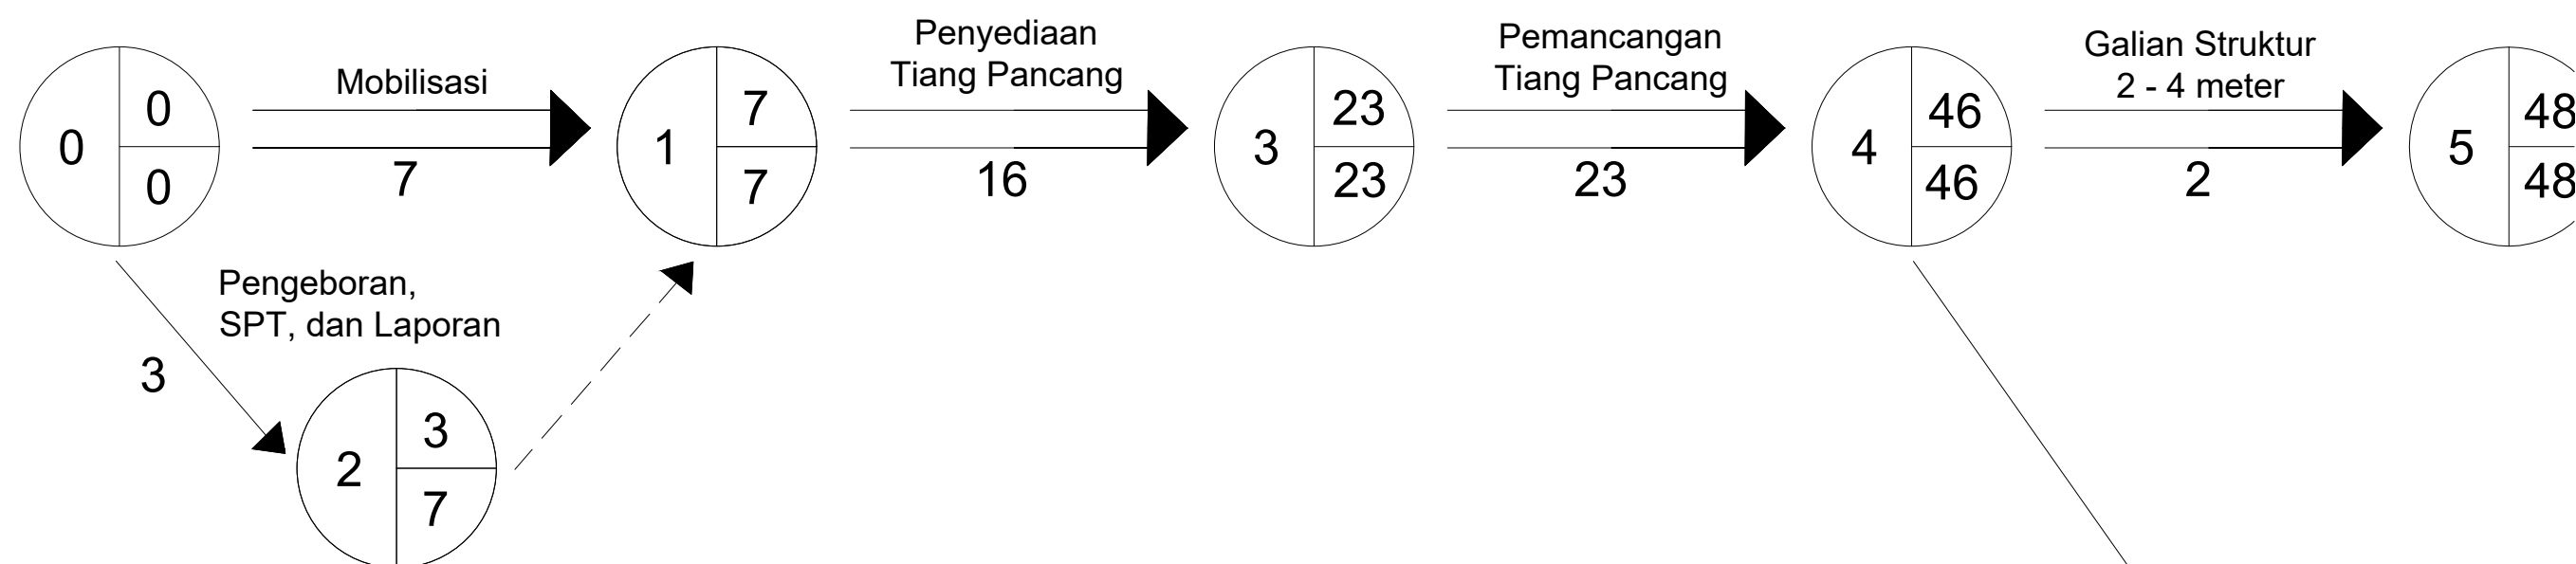 0
0
0
Mobilisasi
7
1
7
7
Penyediaan
Tiang Pancang
16
3
23
23
Pemancangan
Tiang Pancang
23
4
46
46
Galian Struktur
2 - 4 meter
2
5
48
48
Pengeboran,
SPT, dan Laporan
3
2
3
7